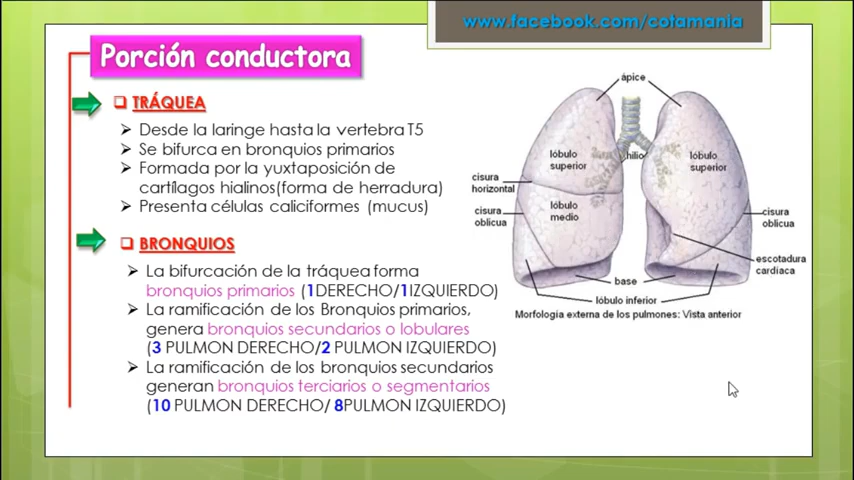 www.facebook.com/cotamania
Porción conductora
TRÁQUEA
Desde la laringe hasta la vertebra T5
Se bifurca en bronquios primarios
Formada por la yuxtaposición de
cartílagos hialinos(forma de herradura)
Presenta células caliciformes (mucus)
BRONQUIOS
La bifurcación de la tráquea forma
bronquios primarios (1DERECHO/1IZQUIERDO)
La ramificación de los Bronquios primarios,
genera bronquios secundarios o lobulares
(3 PULMON DERECHO/2 PULMON IZQUIERDO)
La ramificación de los bronquios secundarios
generan bronquios terciarios o segmentarios
(10 PULMON DERECHO/ 8PULMON IZQUIERDO)
ápice
lóbulo
superior
hilio
lóbulo
superior
cisura
horizontal
cisura
oblicua
lóbulo
medio
cisura
oblicua
escotadura
cardíaca
base
lóbulo inferior
Morfologia externa de los pulmones: Vista anterior